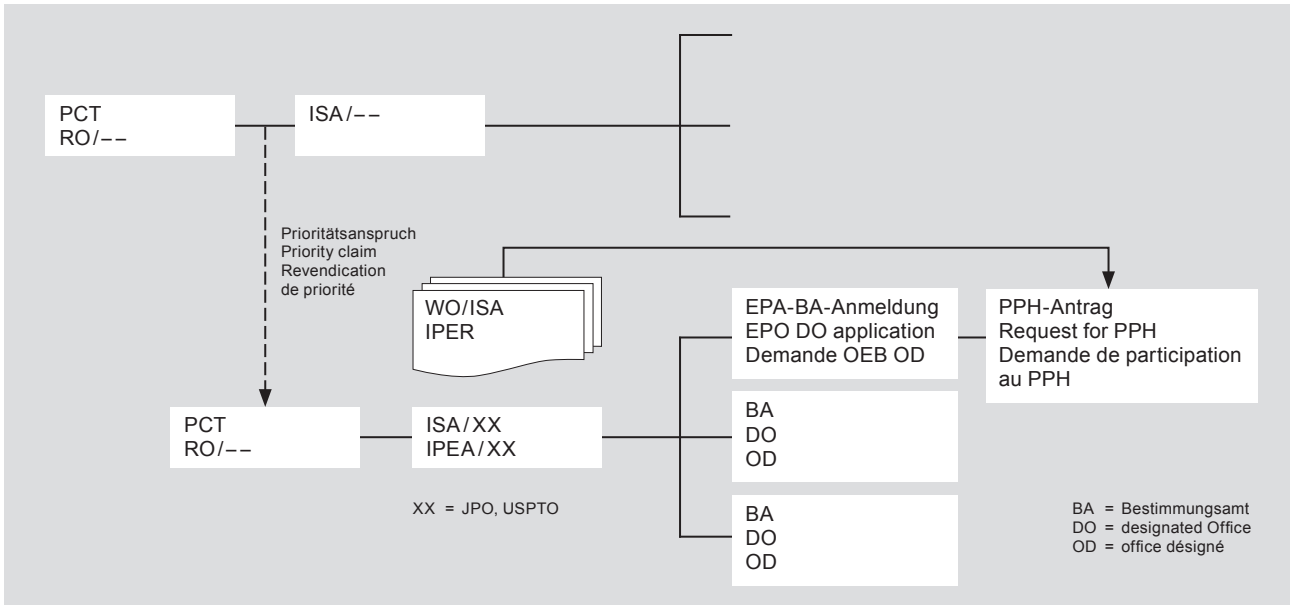 PCT
RO/––
ISA/––
Prioritätsanspruch
Priority claim
Revendication
de priorité
WO/ISA
IPER
EPA-BA-Anmeldung
EPO DO application
Demande OEB OD
PPH-Antrag
Request for PPH
Demande de participation
au PPH
PCT
RO/––
ISA/XX
IPEA/XX
BA
DO
OD
XX = JPO, USPTO
BA
DO
OD
BA = Bestimmungsamt
DO = designated Office
OD = office désigné